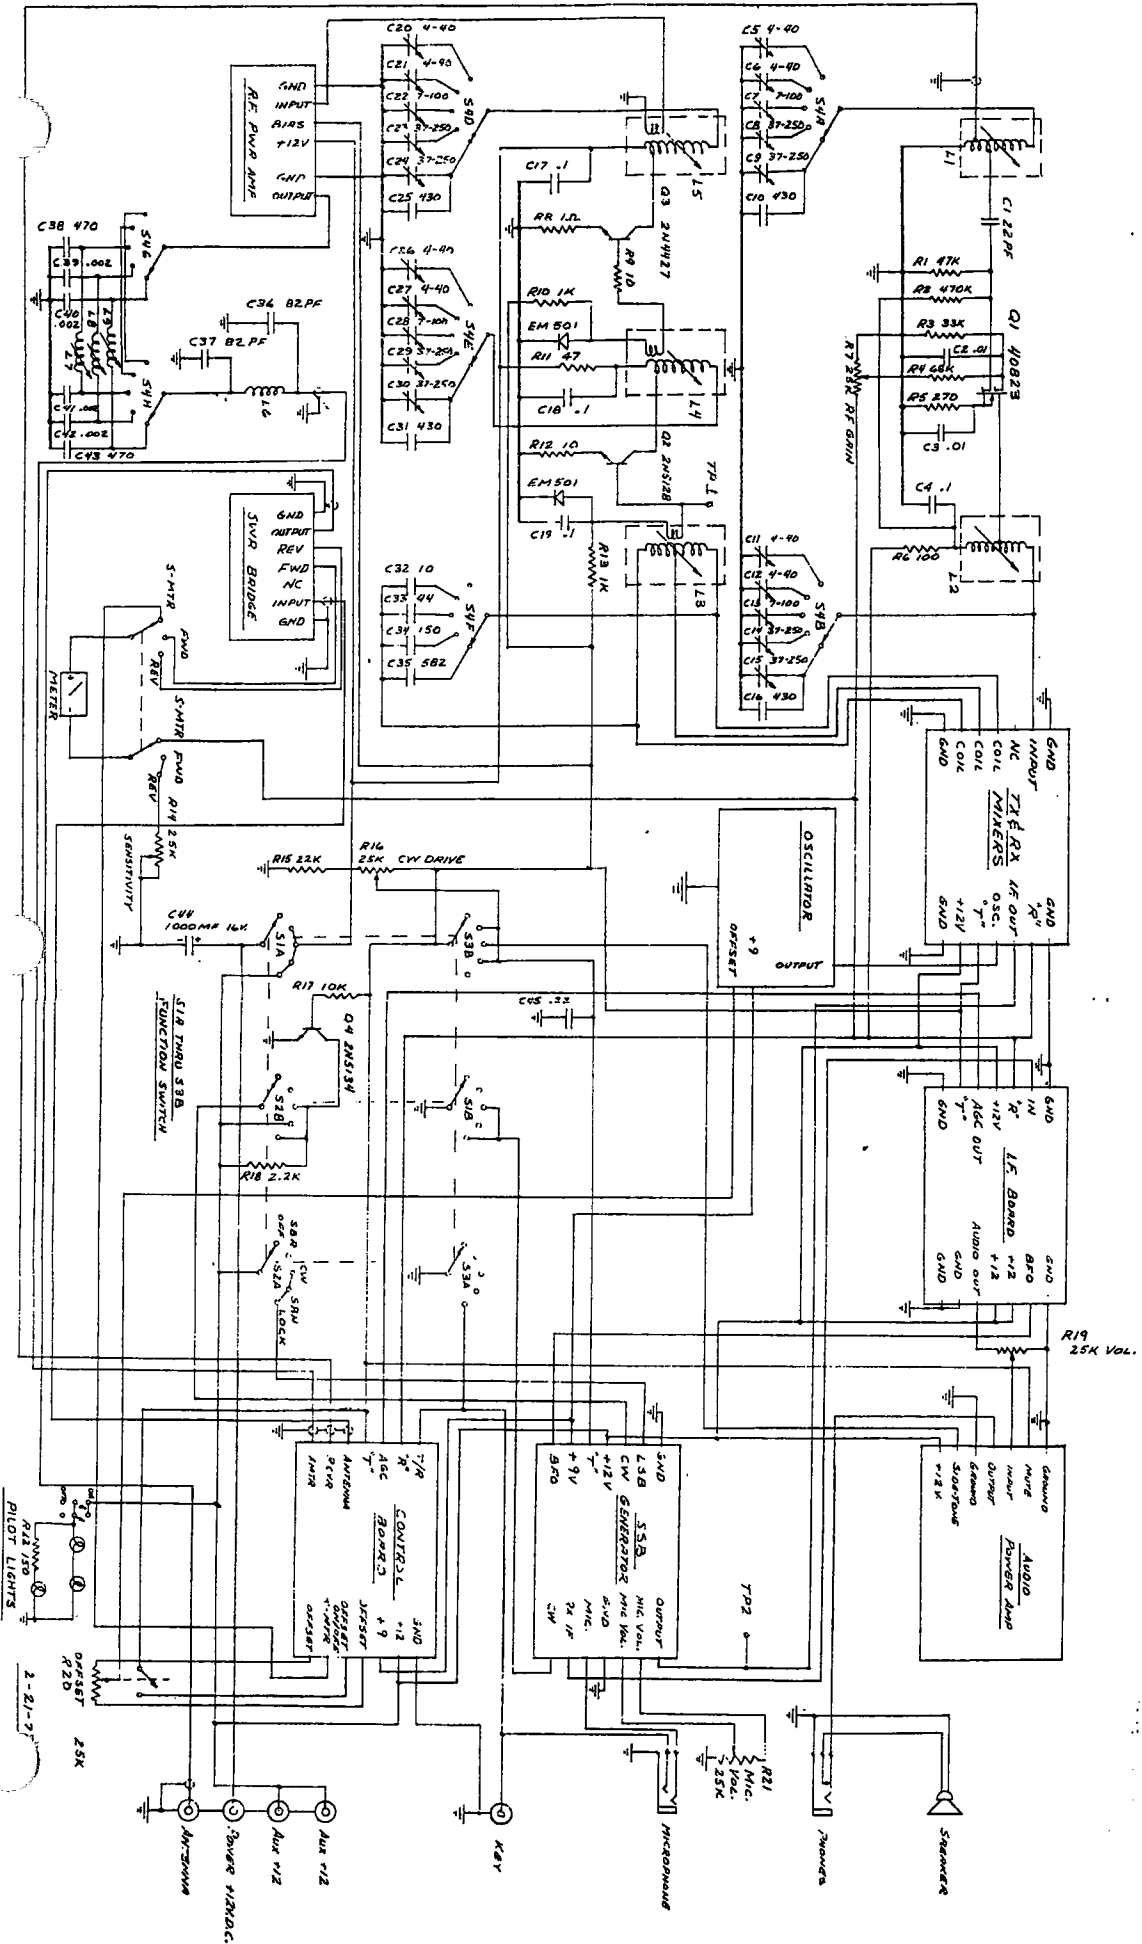 C20 4-40
C21 4-40
C22 7-100
C23 37-250
C24 37-250
C25 430
S4D
R.F. PWR AMP
GND
INPUT
BIAS
+12V
GND
OUTPUT
C5 4-40
C6 4-40
C7 7-100
C8 37-250
C9 37-250
C10 430
S4A
L1
C1 22PF
L5
C17 .1
R8 1Ω
Q3 2N4427
R9 10
R10 1K
EM501
R11 47
C18 .1
L4
R12 10
Q2 2N5128
EM501
C19 .1
TP1
L3
R13 1K
R1 47K
R2 470K
R3 33K
C2 .01
R4 68K
R5 270
C3 .01
Q1 40823
R7 25K RF GAIN
C4 .1
R6 100
L2
C38 470
C39 .002
C40 .002
S4G
L9
L8
L7
C41 .002
C42 .002
C43 470
S4H
C36 82PF
C37 82PF
L6
C26 4-40
C27 4-40
C28 7-100
C29 37-250
C30 37-250
C31 430
S4E
C32 10
C33 44
C34 150
C35 582
S4F
C11 4-40
C12 4-40
C13 7-100
C14 37-250
C15 37-250
C16 430
S4B
SWR BRIDGE
GND
OUTPUT
REV
FWD
NC
INPUT
GND
S-MTR
FWD
REV
METER
S-MTR
FWD
REV
R14 25K
SENSITIVITY
TX & RX MIXERS
GND
INPUT
NC
COIL
COIL
COIL
GND
GND
"R"
I.F. OUT
OSC.
"T"
+12V
GND
OSCILLATOR
OUTPUT
+9
OFFSET
R15 22K
R16 25K
CW DRIVE
C44 1000MF 16V.
S1A
S3B
R17 10K
Q4 2N5134
C45 .22
S1A THRU S3B
FUNCTION SWITCH
S2B
S1B
R18 2.2K
OFF
SBR
CW
SAN
LOCK
S2A
S3A
I.F. BOARD
GND
IN
"R"
+12V
AGC OUT
"T"
GND
GND
BFO
+12
+12
AUDIO OUT
GND
GND
R19
25K VOL.
AUDIO POWER AMP
GROUND
MUTE
INPUT
OUTPUT
GROUND
SIDE-TONE
+12V
SSB GENERATOR
GND
LSB
CW
+12V
"T"
+9V
BFO
OUTPUT
MIC. VOL.
MIC VOL.
GND
MIC.
RX IF
CW
TP2
CONTROL BOARD
T/R
"R"
AGC
"T"
ANTENNA
RCVR
XMTR
GND
+12
+9
OFFSET
OFFSET ON/OFF
S-MTR
OFFSET
R12 150
PILOT LIGHTS
OFFSET
R20
25K
R21
MIC.
VOL.
25K
ANTENNA
POWER +12V.D.C.
AUX +12
AUX +12
KEY
MICROPHONE
PHONES
SPEAKER